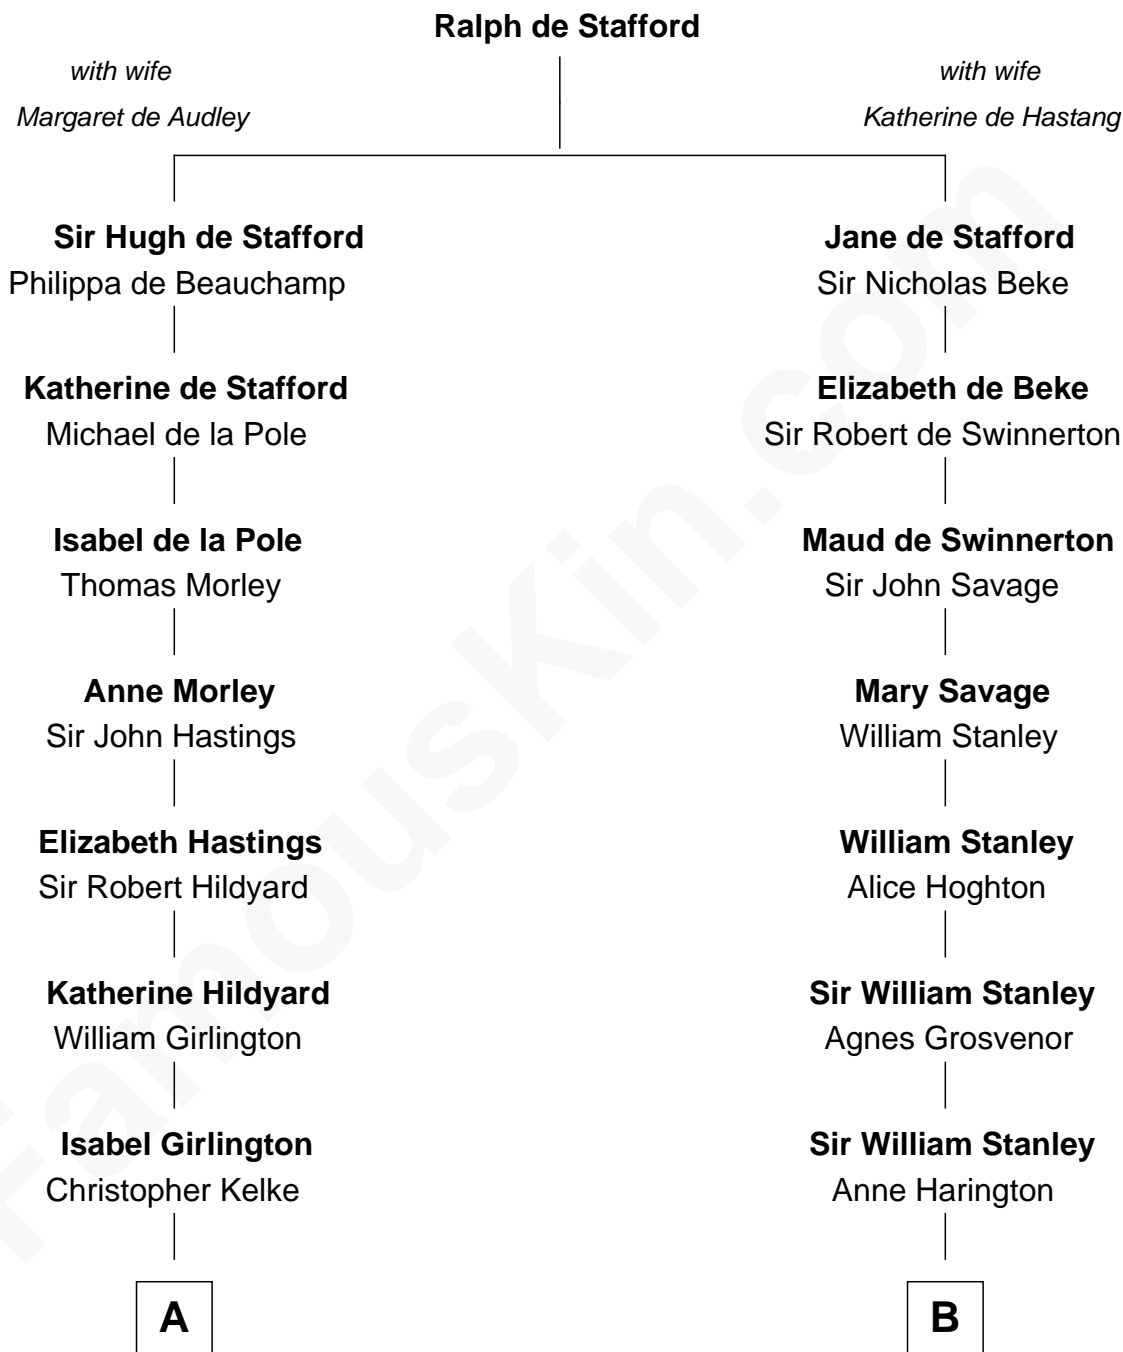 Ralph de Stafford
with wife
Margaret de Audley
with wife
Katherine de Hastang
Sir Hugh de Stafford
Philippa de Beauchamp
Katherine de Stafford
Michael de la Pole
Isabel de la Pole
Thomas Morley
Anne Morley
Sir John Hastings
Elizabeth Hastings
Sir Robert Hildyard
Katherine Hildyard
William Girlington
Isabel Girlington
Christopher Kelke
A
Jane de Stafford
Sir Nicholas Beke
Elizabeth de Beke
Sir Robert de Swinnerton
Maud de Swinnerton
Sir John Savage
Mary Savage
William Stanley
William Stanley
Alice Hoghton
Sir William Stanley
Agnes Grosvenor
Sir William Stanley
Anne Harington
B
FamousKin.com